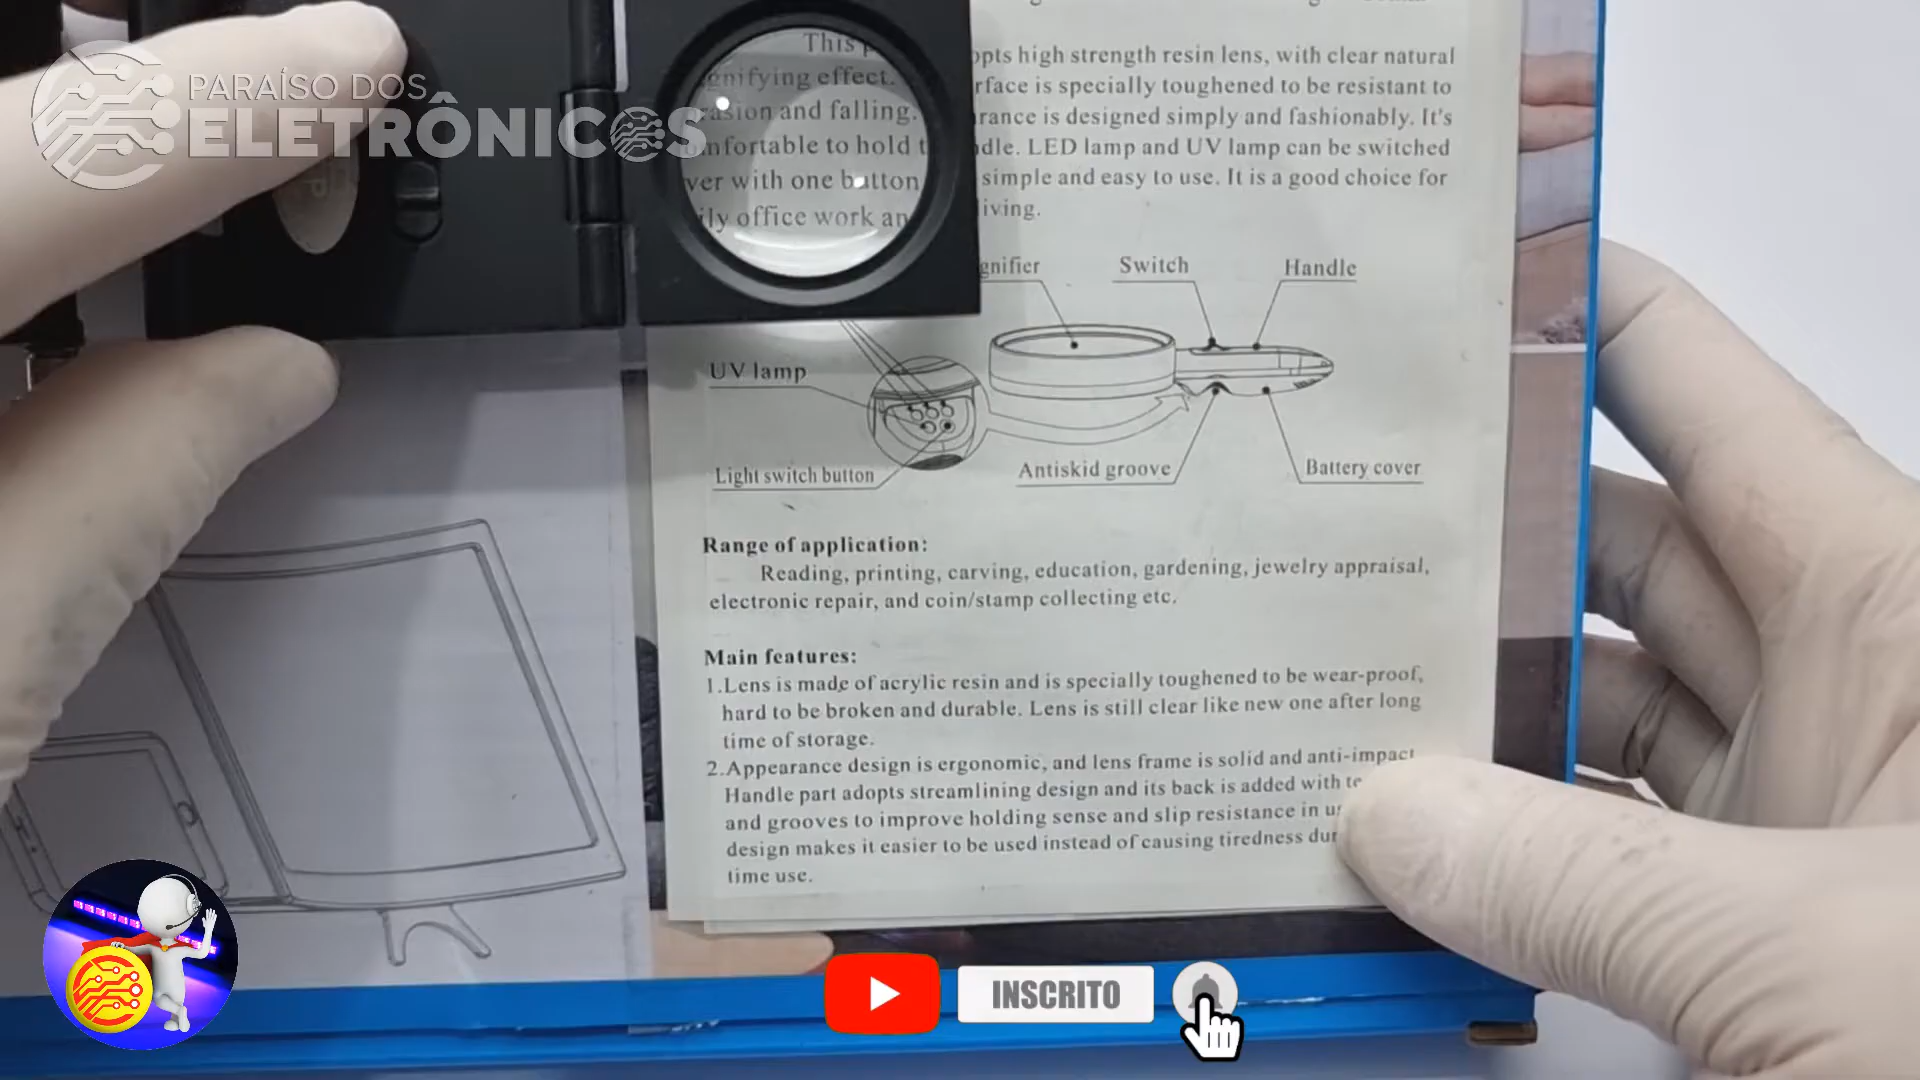 PARAÍSO DOS
ELETRÔNICOS
This opts high strength resin lens, with clear natural
gnifying effect. rface is specially toughened to be resistant to
asion and falling. rance is designed simply and fashionably. It's
mfortable to hold t dle. LED lamp and UV lamp can be switched
ver with one button simple and easy to use. It is a good choice for
ily office work an iving.
gnifier
Switch
Handle
UV lamp
Light switch button
Antiskid groove
Battery cover
Range of application:
Reading, printing, carving, education, gardening, jewelry appraisal,
electronic repair, and coin/stamp collecting etc.
Main features:
1.Lens is made of acrylic resin and is specially toughened to be wear-proof,
hard to be broken and durable. Lens is still clear like new one after long
time of storage.
2.Appearance design is ergonomic, and lens frame is solid and anti-impact
Handle part adopts streamlining design and its back is added with te
and grooves to improve holding sense and slip resistance in us
design makes it easier to be used instead of causing tiredness dur
time use.
INSCRITO